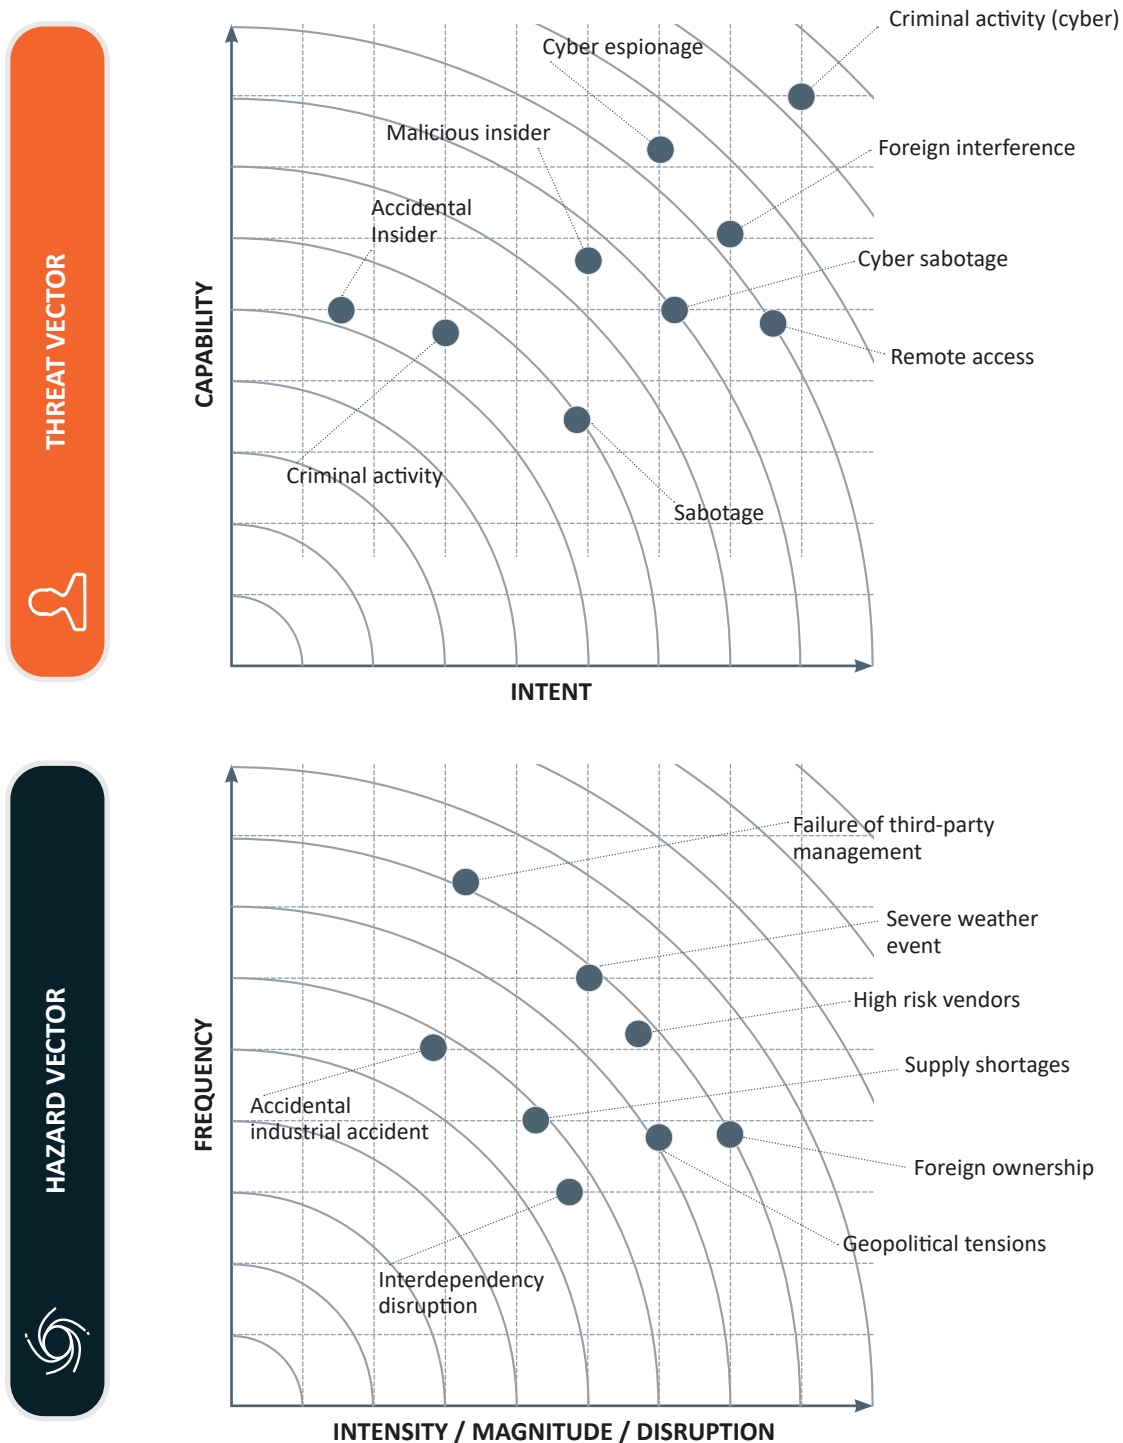 THREAT VECTOR
CAPABILITY
Criminal activity (cyber)
Cyber espionage
Malicious insider
Foreign interference
Accidental
Insider
Cyber sabotage
Remote access
Criminal activity
Sabotage
INTENT
HAZARD VECTOR
FREQUENCY
Failure of third-party
management
Severe weather
event
High risk vendors
Supply shortages
Accidental
industrial accident
Foreign ownership
Geopolitical tensions
Interdependency
disruption
INTENSITY / MAGNITUDE / DISRUPTION